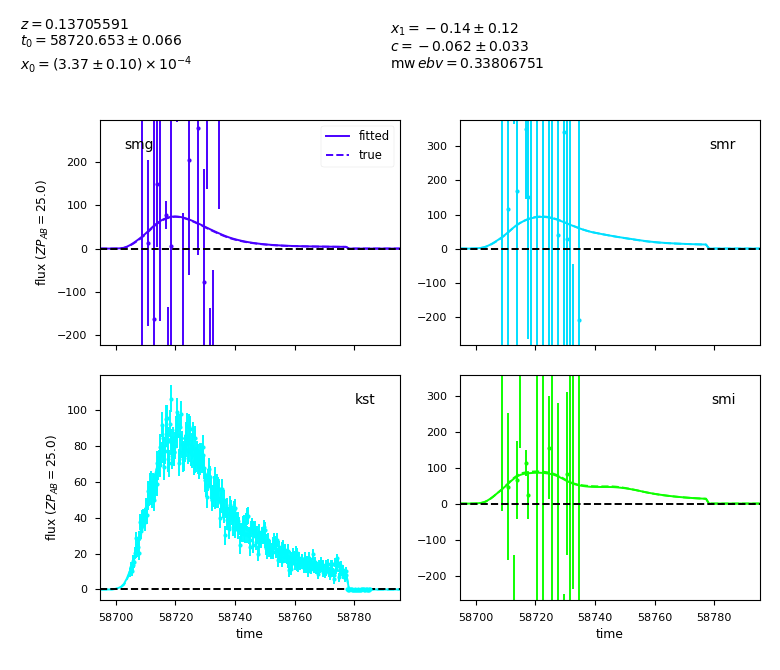 z = 0.13705591
t₀ = 58720.653 ± 0.066
x₀ = (3.37 ± 0.10) × 10⁻⁴
x₁ = −0.14 ± 0.12
c = −0.062 ± 0.033
mw ebv = 0.33806751
smg
fitted
true
flux (ZP_AB = 25.0)
200
100
0
−100
−200
smr
300
200
100
0
−100
−200
kst
flux (ZP_AB = 25.0)
100
80
60
40
20
0
58700 58720 58740 58760 58780
time
smi
300
200
100
0
−100
−200
58700 58720 58740 58760 58780
time